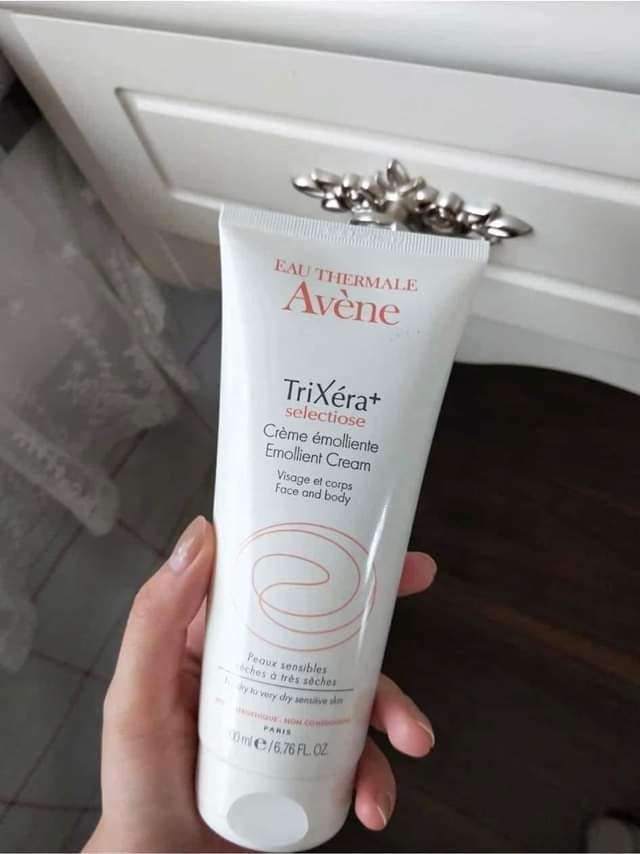 EAU THERMALE
Avène
TriXéra+
selectiose
Crème émolliente
Emollient Cream
Visage et corps
Face and body
Peaux sensibles
sèches à très sèches
to very dry sensitive skin
PARIS
ml e / 6.76 FL. OZ.